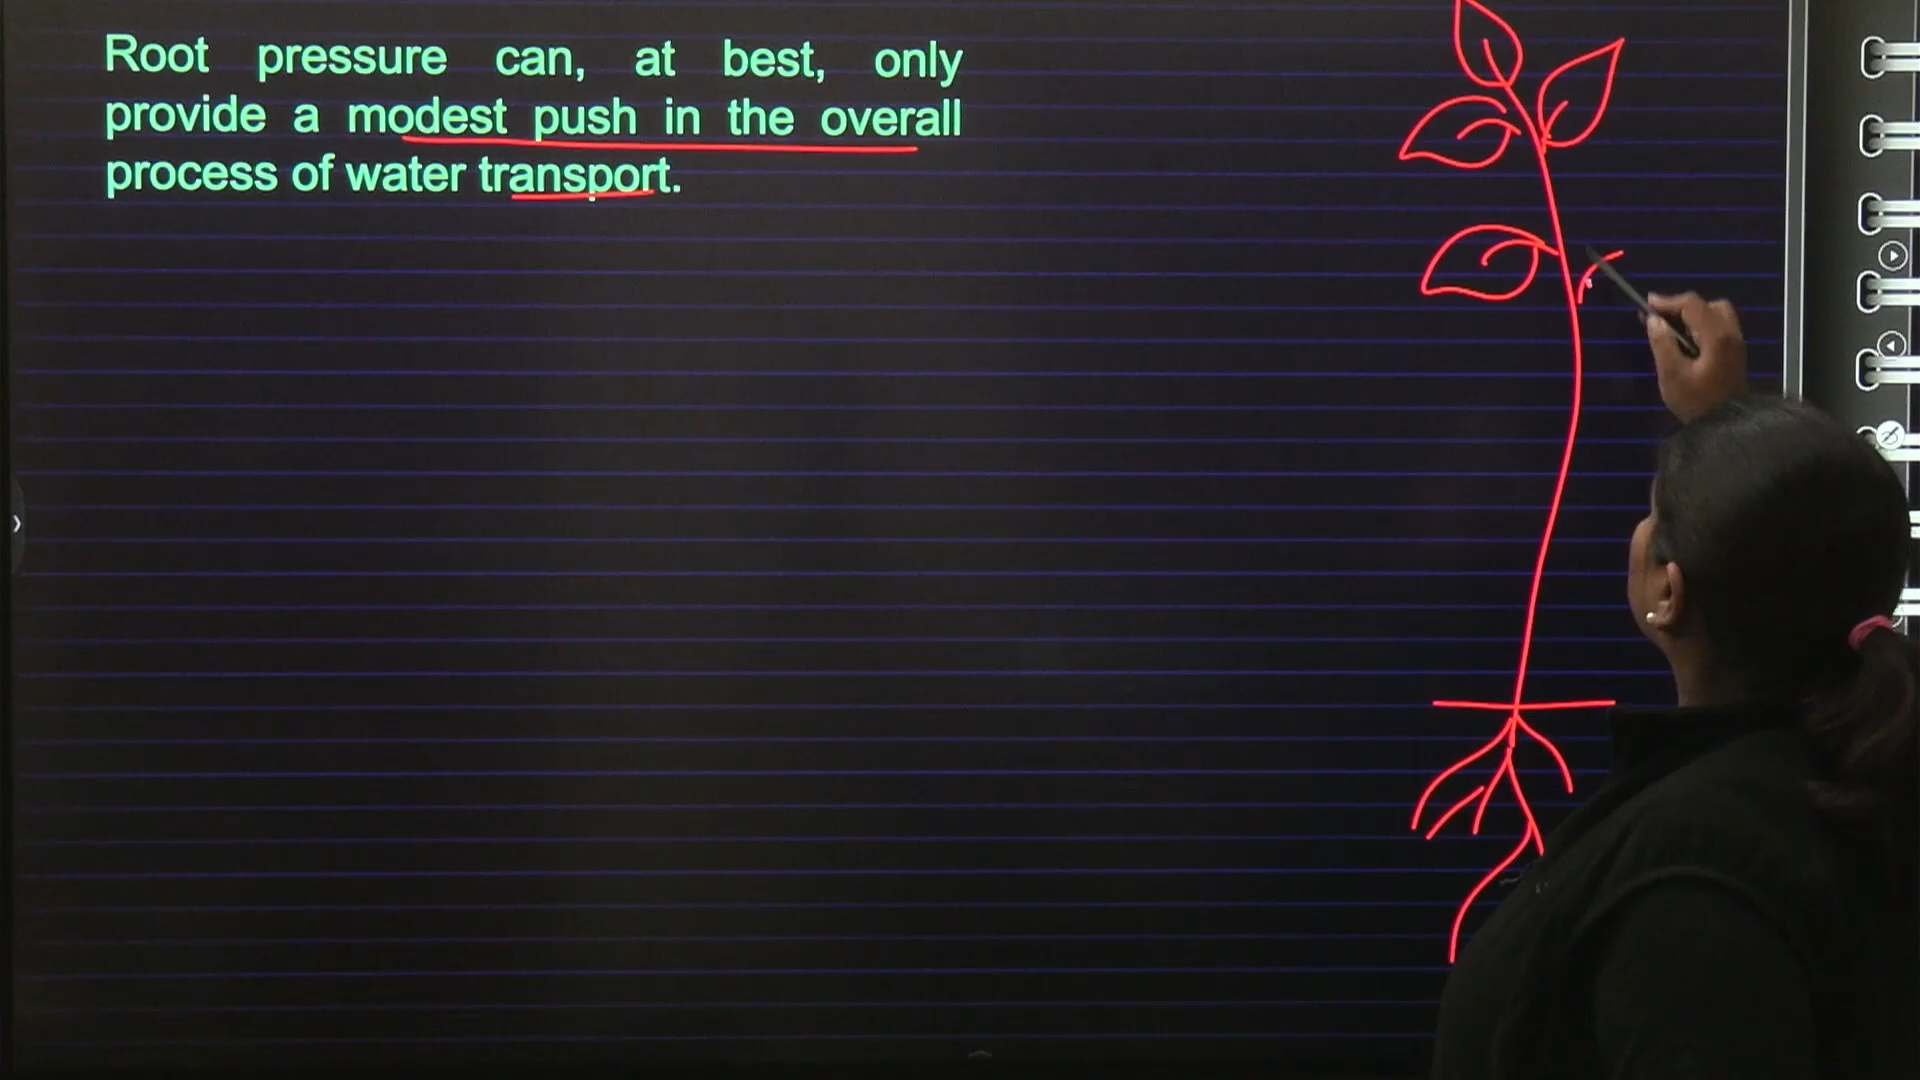 Root pressure can, at best, only
provide a modest push in the overall
process of water transport.